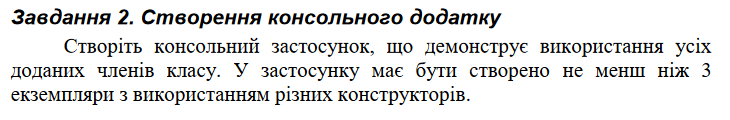 Завдання 2. Створення консольного додатку
Створіть консольний застосунок, що демонструє використання усіх
доданих членів класу. У застосунку має бути створено не менш ніж 3
екземпляри з використанням різних конструкторів.